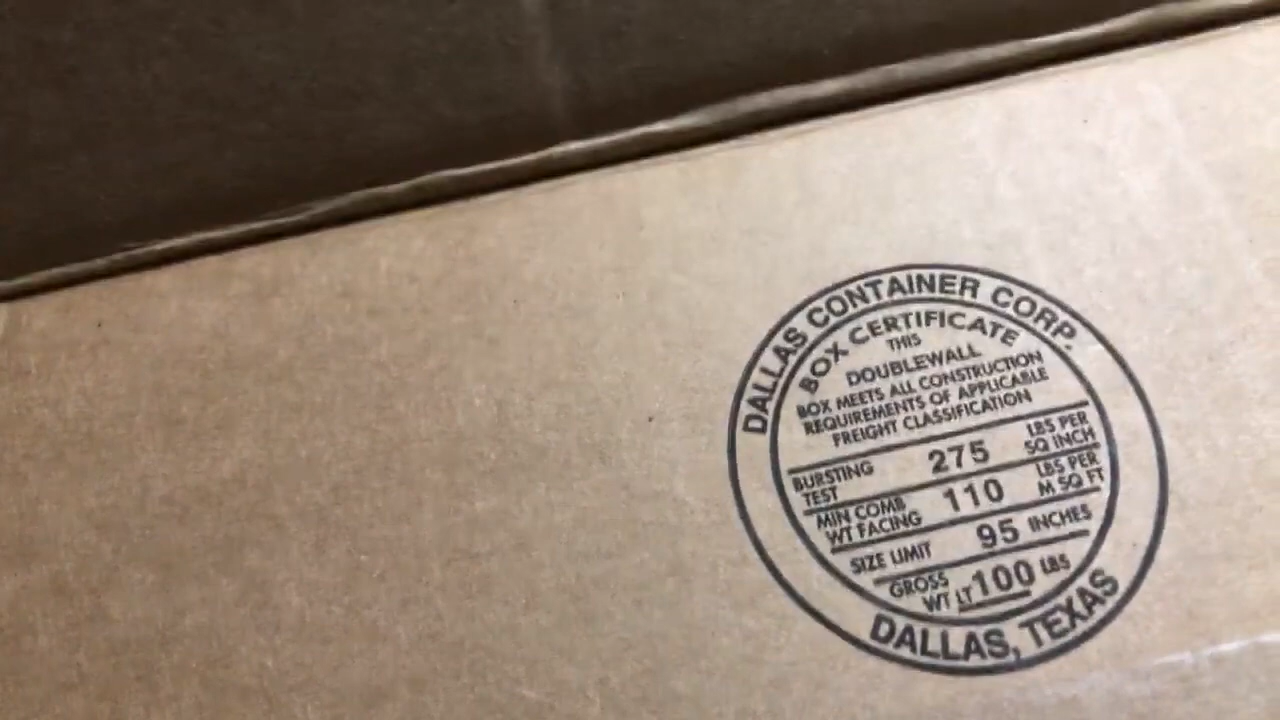 DALLAS CONTAINER CORP.
BOX CERTIFICATE
THIS
DOUBLEWALL
BOX MEETS ALL CONSTRUCTION
REQUIREMENTS OF APPLICABLE
FREIGHT CLASSIFICATION
BURSTING TEST 275 LBS PER SQ INCH
MIN COMB WT FACING 110 LBS PER M SQ FT
SIZE LIMIT 95 INCHES
GROSS WT LT 100 LBS
DALLAS, TEXAS